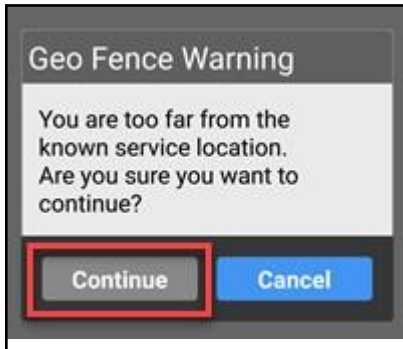 Geo Fence Warning
You are too far from the
known service location.
Are you sure you want to
continue?
Continue Cancel